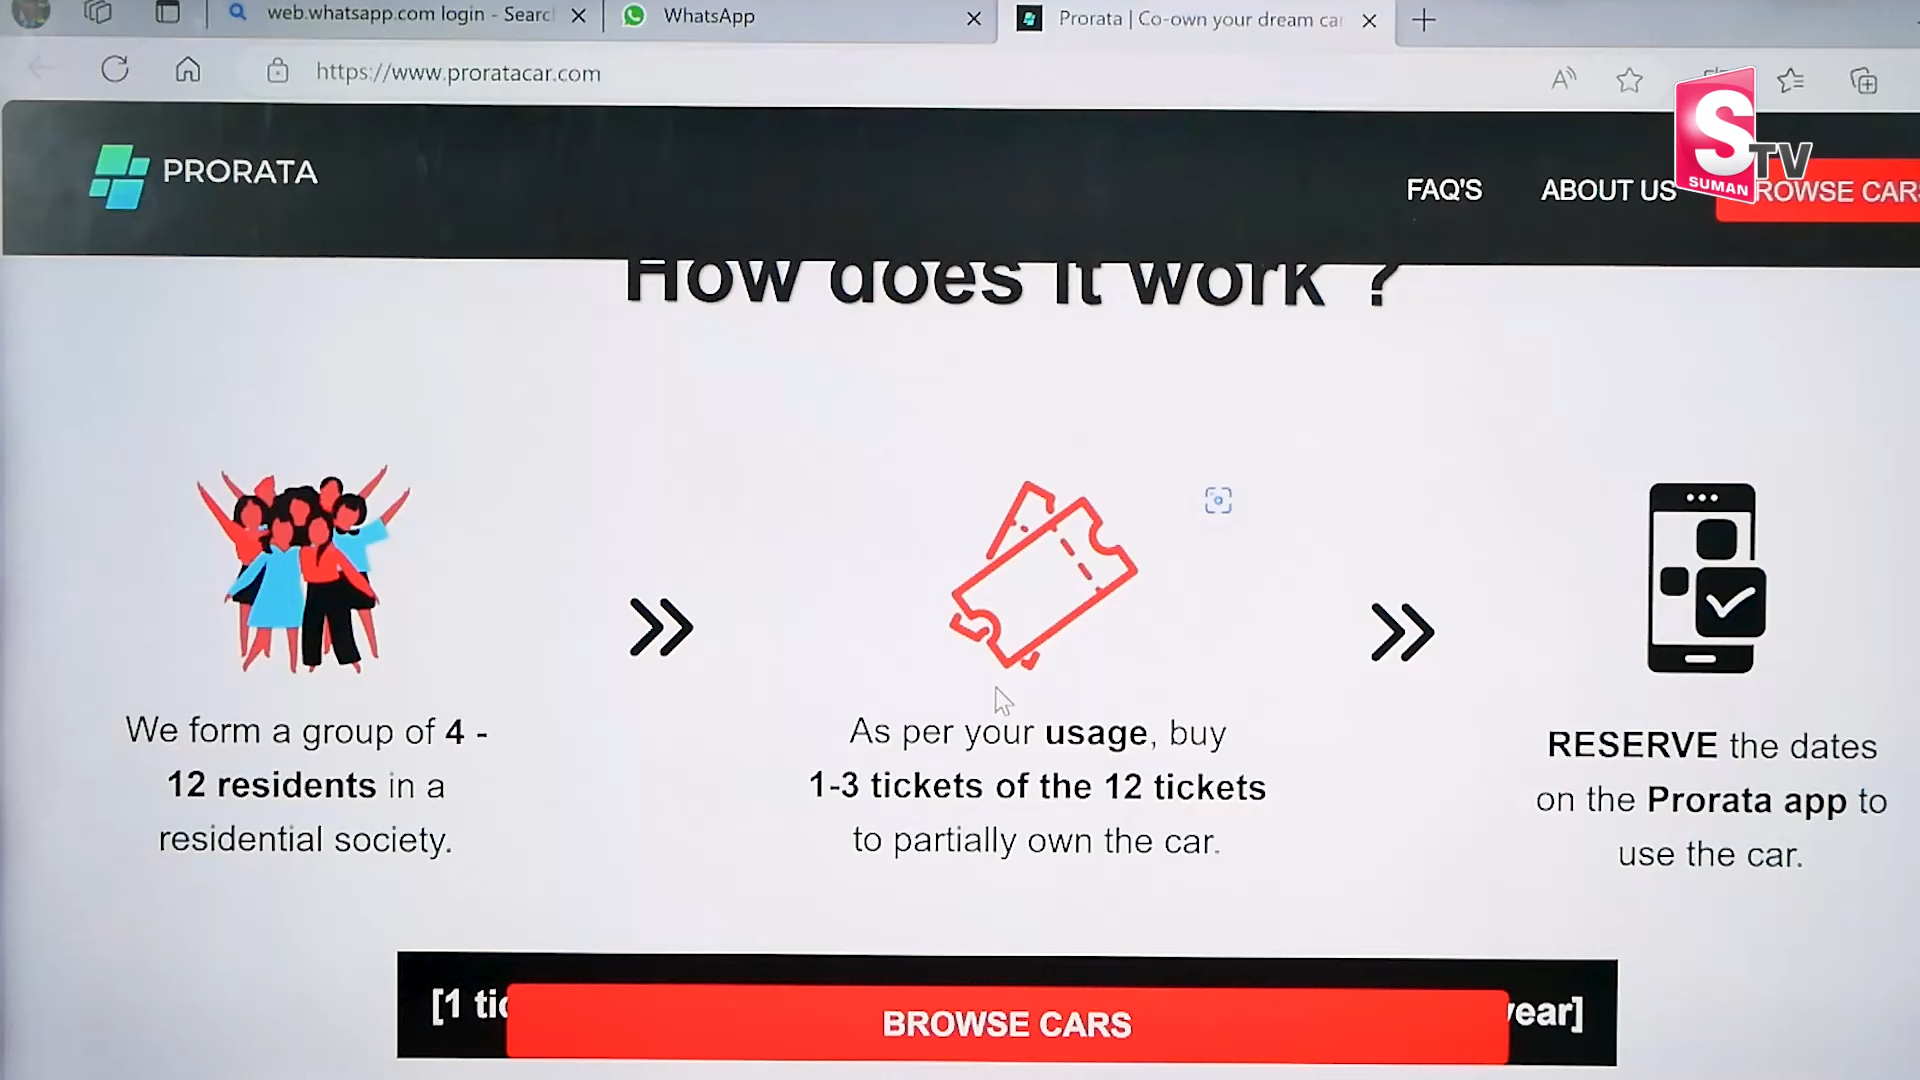 web.whatsapp.com login - Searc
WhatsApp
Prorata | Co-own your dream car
https://www.proratacar.com
PRORATA
FAQ'S
ABOUT US
ROWSE CARS
S TV
SUMAN
How does it work ?
We form a group of 4 -
12 residents in a
residential society.
As per your usage, buy
1-3 tickets of the 12 tickets
to partially own the car.
RESERVE the dates
on the Prorata app to
use the car.
[1 tic
year]
BROWSE CARS